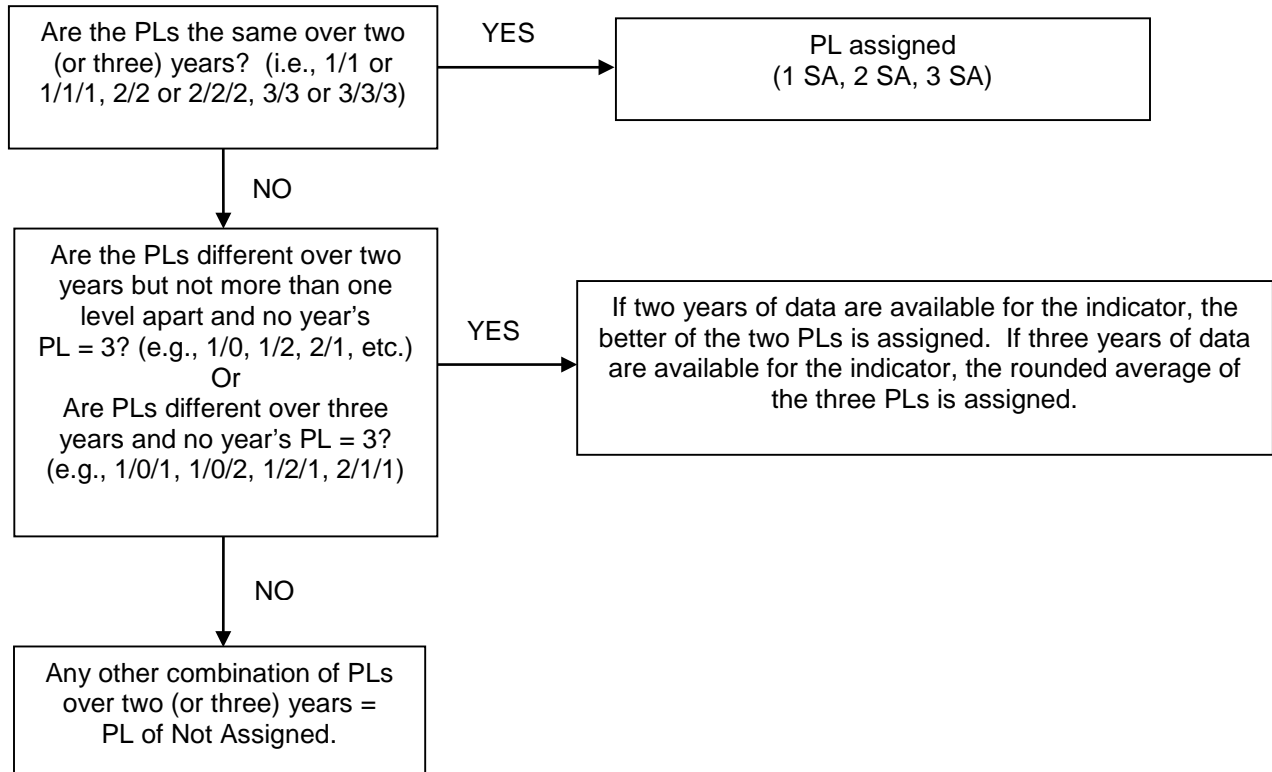 Are the PLs the same over two
(or three) years?  (i.e., 1/1 or
1/1/1, 2/2 or 2/2/2, 3/3 or 3/3/3)
YES
PL assigned
(1 SA, 2 SA, 3 SA)
NO
Are the PLs different over two
years but not more than one
level apart and no year's
PL = 3? (e.g., 1/0, 1/2, 2/1, etc.)
Or
Are PLs different over three
years and no year's PL = 3?
(e.g., 1/0/1, 1/0/2, 1/2/1, 2/1/1)
YES
If two years of data are available for the indicator, the
better of the two PLs is assigned.  If three years of data
are available for the indicator, the rounded average of
the three PLs is assigned.
NO
Any other combination of PLs
over two (or three) years =
PL of Not Assigned.